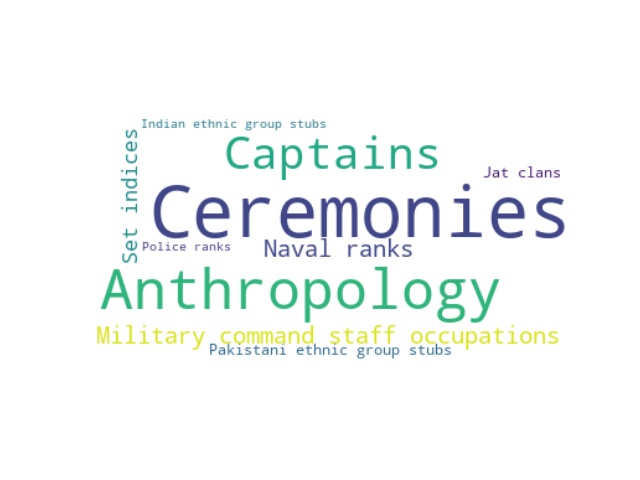 Indian ethnic group stubs
Set indices
Captains
Jat clans
Ceremonies
Police ranks
Naval ranks
Anthropology
Military command staff occupations
Pakistani ethnic group stubs